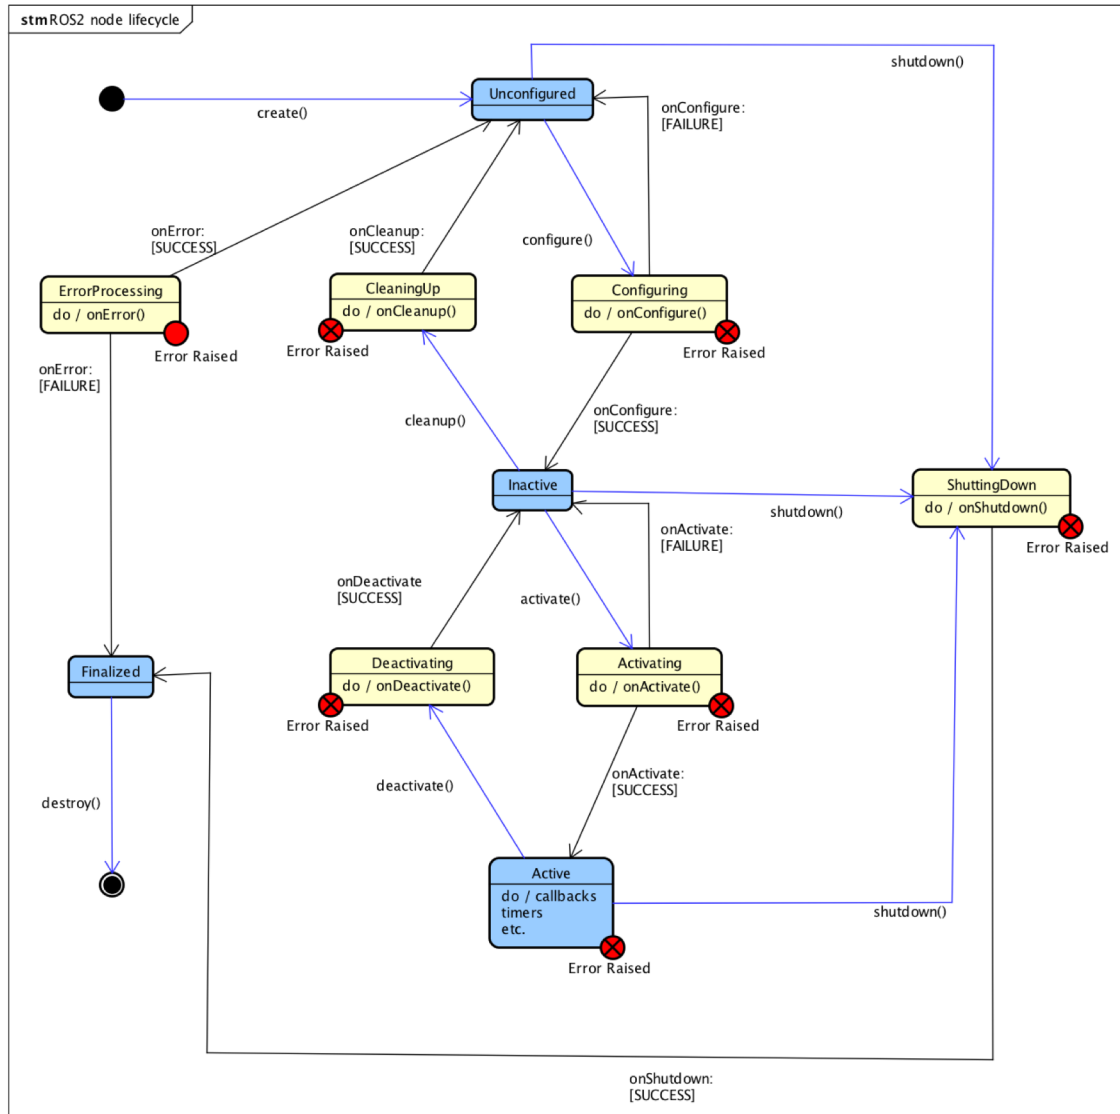 stmROS2 node lifecycle
shutdown()
Unconfigured
create()
onConfigure:
[FAILURE]
onError:
[SUCCESS]
onCleanup:
[SUCCESS]
configure()
ErrorProcessing
do / onError()
Error Raised
CleaningUp
do / onCleanup()
Error Raised
Configuring
do / onConfigure()
Error Raised
onError:
[FAILURE]
cleanup()
onConfigure:
[SUCCESS]
Inactive
shutdown()
ShuttingDown
do / onShutdown()
Error Raised
onActivate:
[FAILURE]
onDeactivate
[SUCCESS]
activate()
Finalized
Deactivating
do / onDeactivate()
Error Raised
Activating
do / onActivate()
Error Raised
destroy()
deactivate()
onActivate:
[SUCCESS]
Active
do / callbacks
timers
etc.
Error Raised
shutdown()
onShutdown:
[SUCCESS]